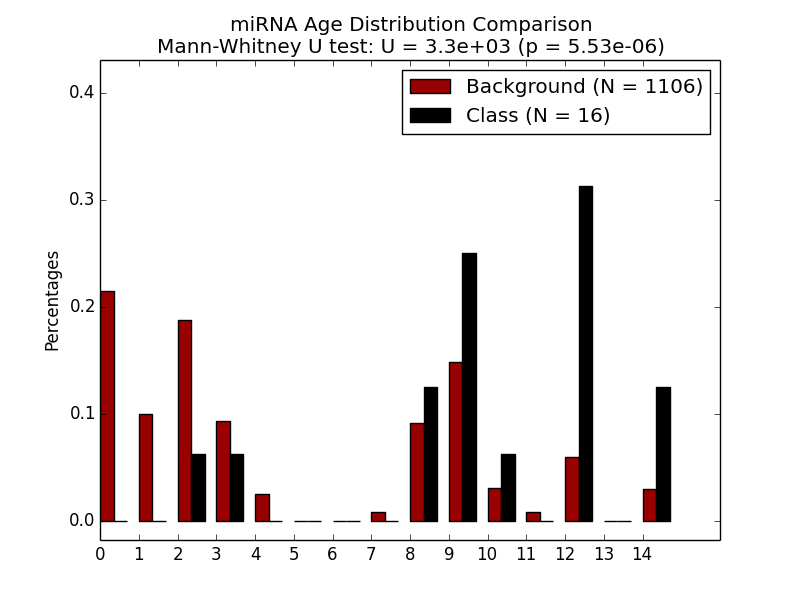 miRNA Age Distribution Comparison
Mann-Whitney U test: U = 3.3e+03 (p = 5.53e-06)
Background (N = 1106)
Class (N = 16)
Percentages
0.4
0.3
0.2
0.1
0.0
0 1 2 3 4 5 6 7 8 9 10 11 12 13 14